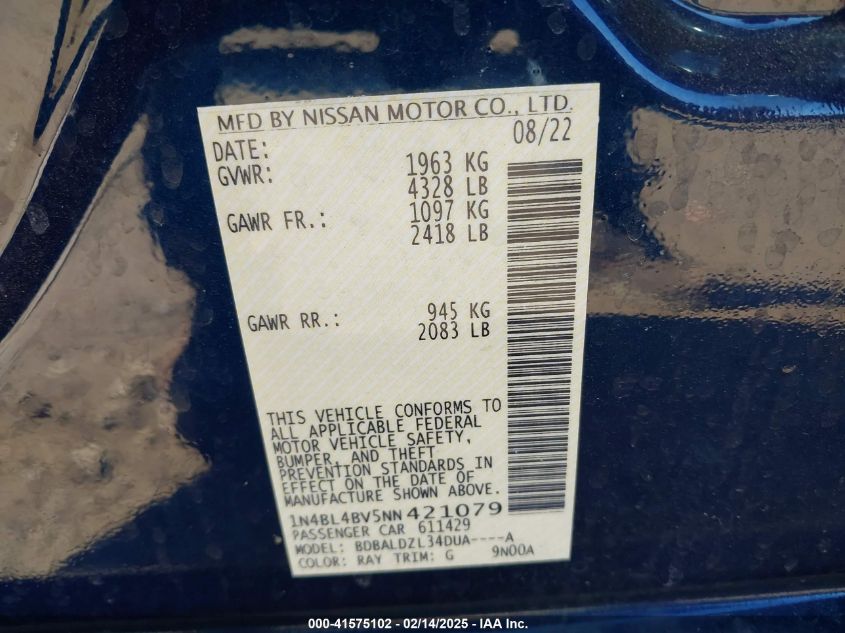 MFD BY NISSAN MOTOR CO., LTD.
DATE: 08/22
GVWR: 1963 KG
4328 LB
GAWR FR.: 1097 KG
2418 LB
GAWR RR.: 945 KG
2083 LB
THIS VEHICLE CONFORMS TO
ALL APPLICABLE FEDERAL
MOTOR VEHICLE SAFETY,
BUMPER, AND THEFT
PREVENTION STANDARDS IN
EFFECT ON THE DATE OF
MANUFACTURE SHOWN ABOVE.
1N4BL4BV5NN421079
PASSENGER CAR 611429
MODEL: BDBALDZL34DUA----A
COLOR: RAY TRIM: G 9N00A
000-41575102 - 02/14/2025 - IAA Inc.